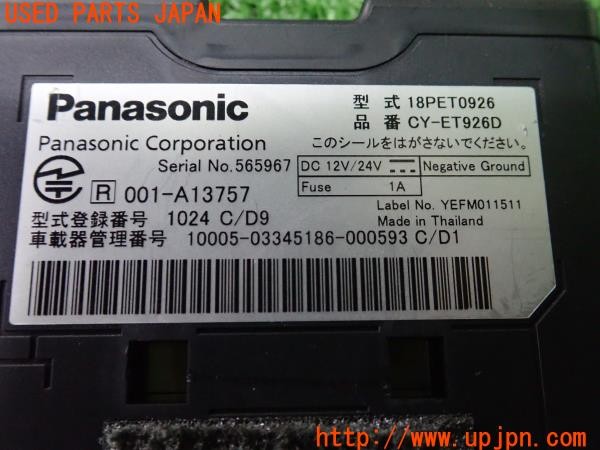 USED PARTS JAPAN
Panasonic
型 式 18PET0926
品 番 CY-ET926D
Panasonic Corporation
このシールをはがさないでください。
Serial No.565967
DC 12V/24V Negative Ground
Fuse 1A
R 001-A13757
Label No. YEFM011511
型式登録番号 1024 C/D9
Made in Thailand
車載器管理番号 10005-03345186-000593 C/D1
http://www.upjpn.com/